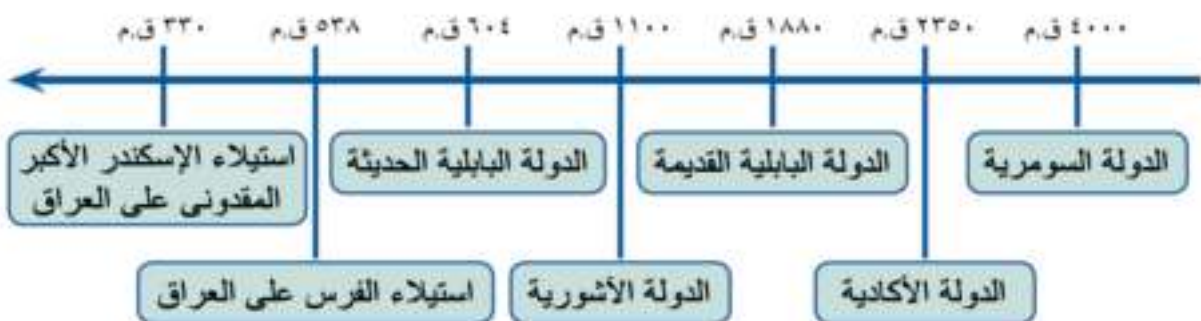 ٤٠٠٠ ق.م
٢٣٥٠ ق.م
١٨٨٠ ق.م
١١٠٠ ق.م
٦٠٤ ق.م
٥٣٨ ق.م
٣٣٠ ق.م
الدولة السومرية
الدولة البابلية القديمة
الدولة البابلية الحديثة
استيلاء الإسكندر الأكبر
المقدونى على العراق
الدولة الأكادية
الدولة الأشورية
استيلاء الفرس على العراق